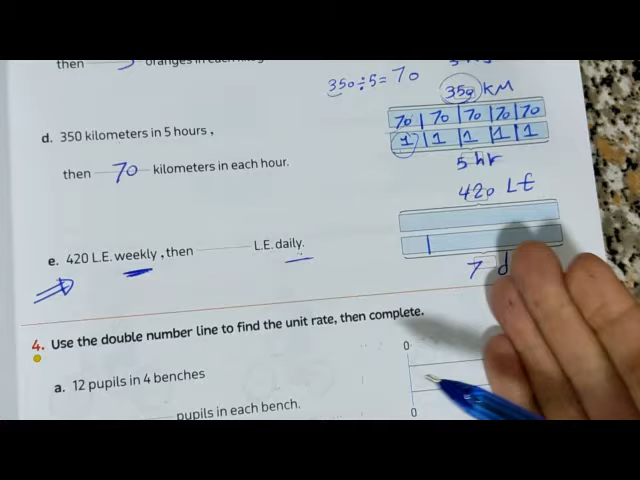 then 5 oranges in each
350÷5=70
350 KM
d. 350 kilometers in 5 hours ,
70 70 70 70 70
1 1 1 1 1
then 70 kilometers in each hour.
5 hr
420 LE
e. 420 L.E. weekly , then L.E. daily.
7 d
4. Use the double number line to find the unit rate, then complete.
0
a. 12 pupils in 4 benches
pupils in each bench.
0